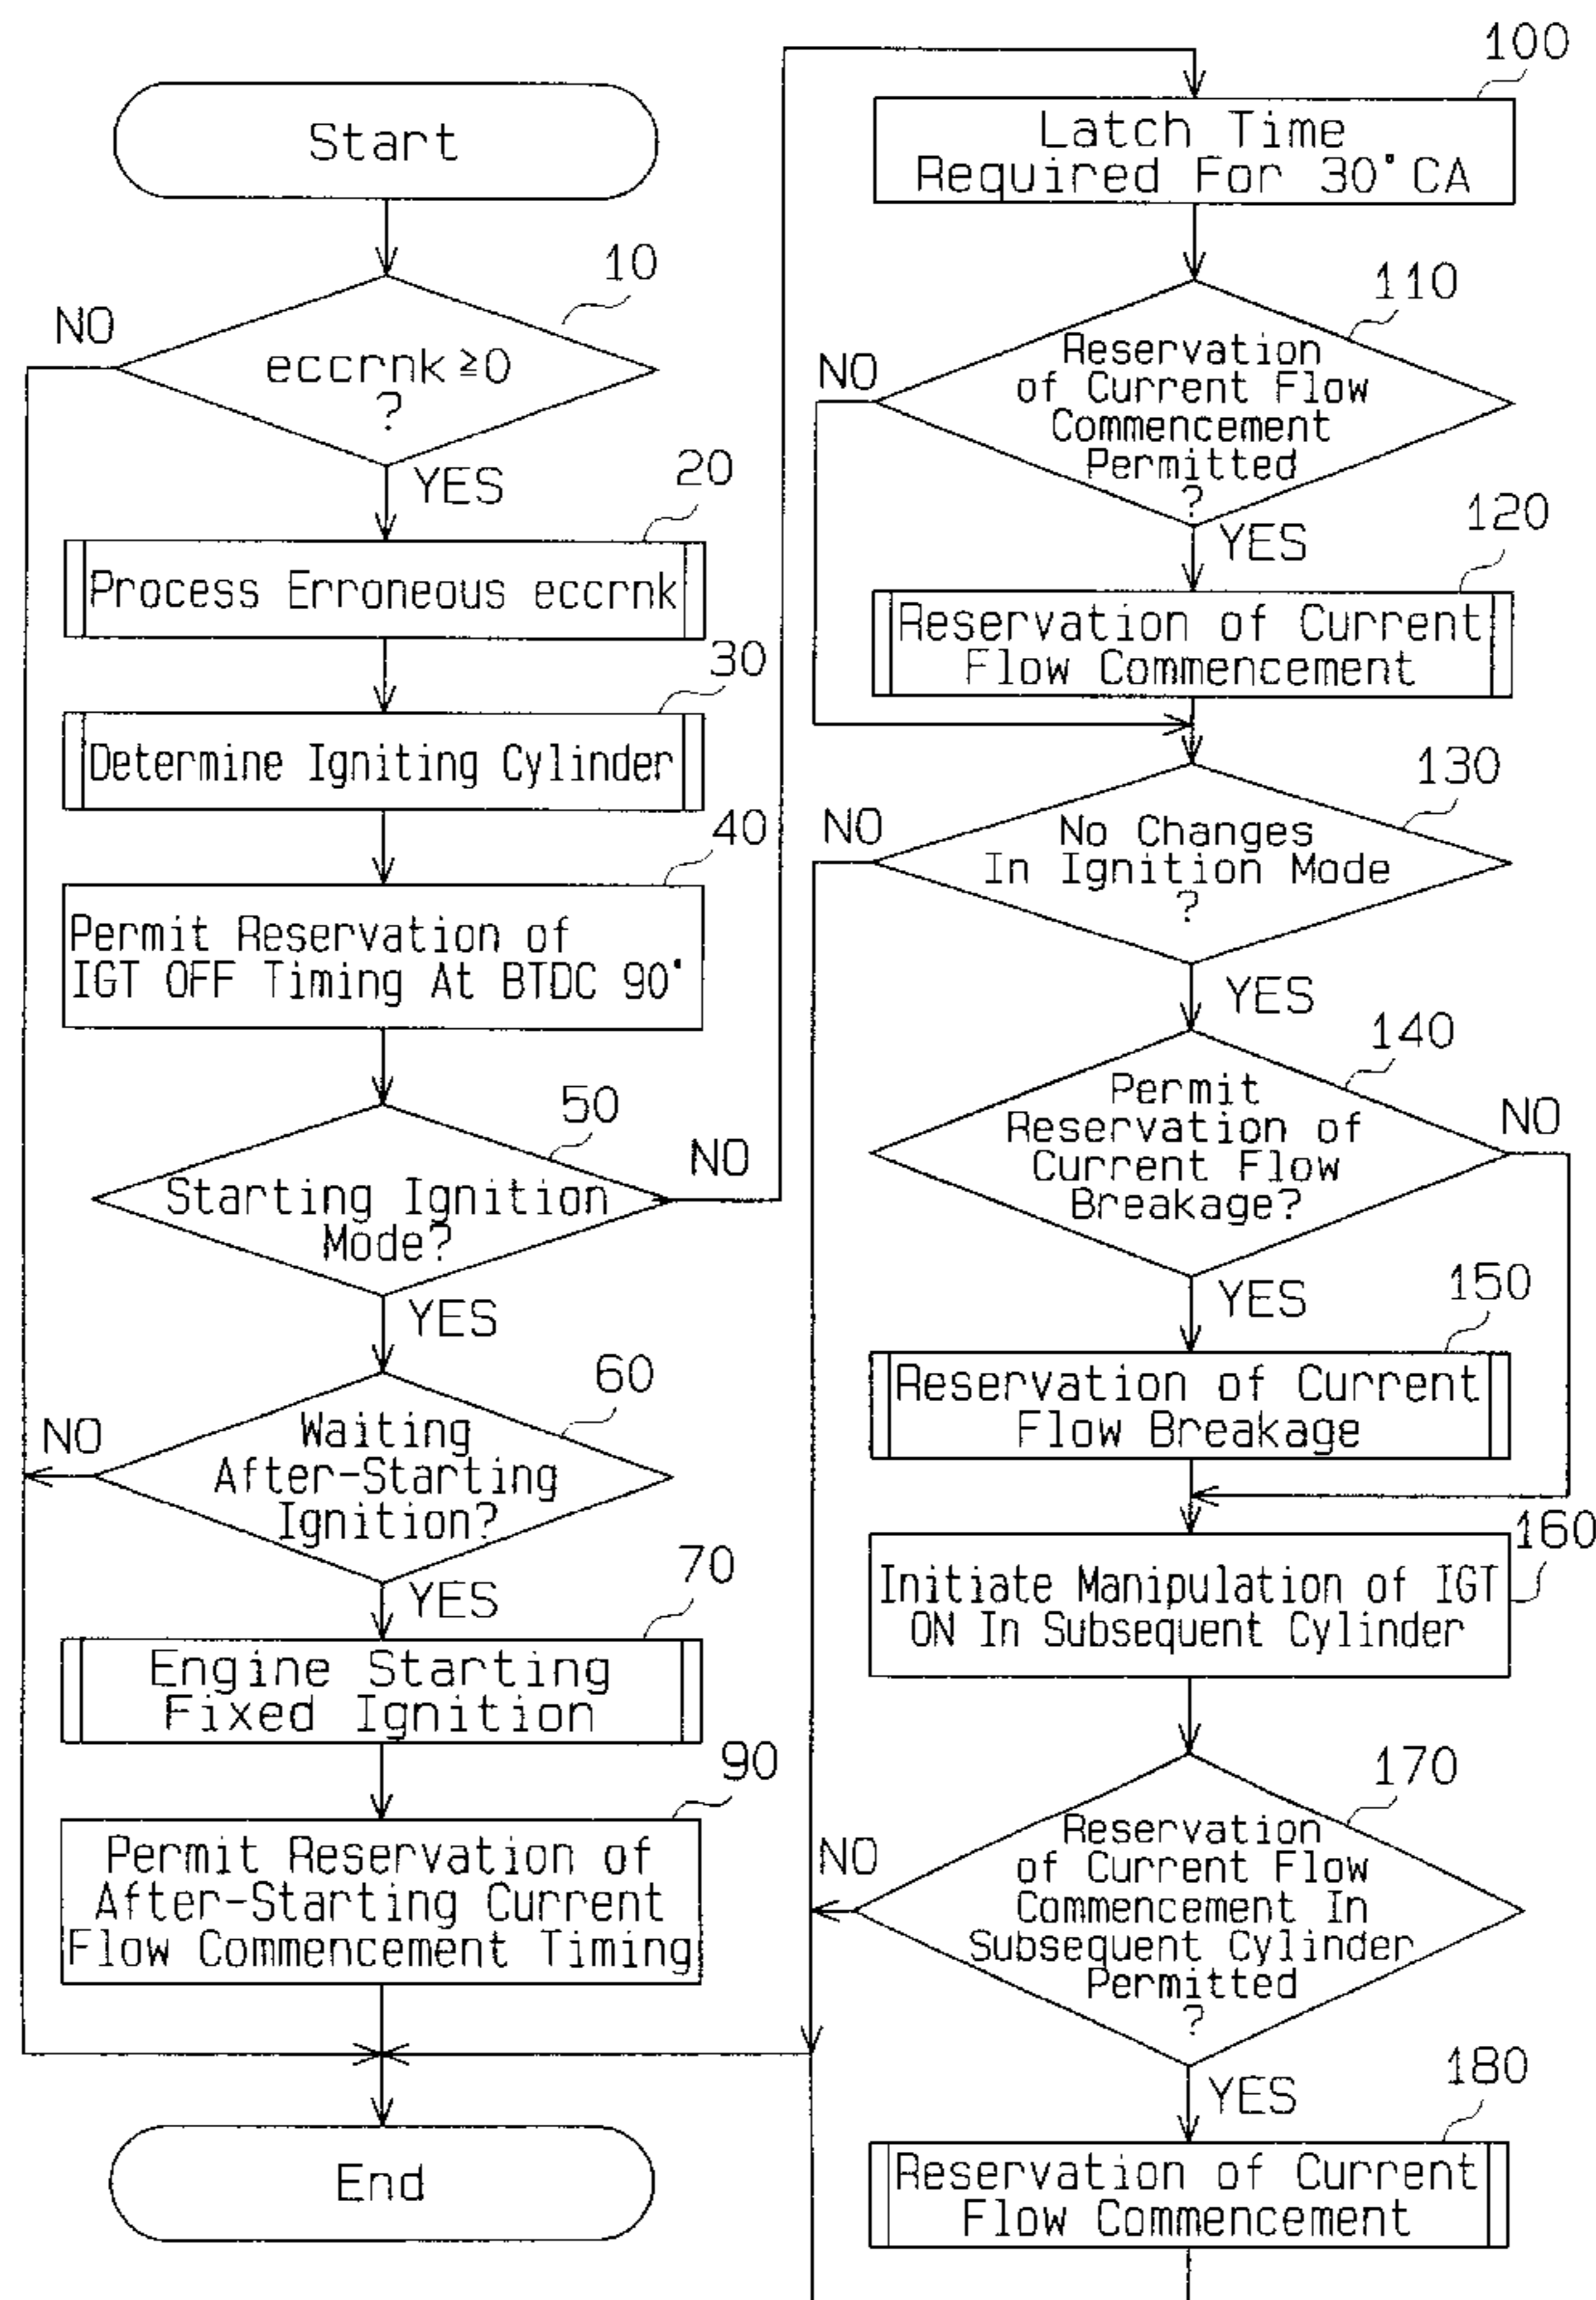 Start
10
NO
eccrnk ≧0
?
YES
20
Process Erroneous eccrnk
30
Determine Igniting Cylinder
40
Permit Reservation of
IGT OFF Timing At BTDC 90°
50
NO
Starting Ignition
Mode?
YES
60
NO
Waiting
After-Starting
Ignition?
YES
70
Engine Starting
Fixed Ignition
90
Permit Reservation of
After-Starting Current
Flow Commencement Timing
End
100
Latch Time
Required For 30° CA
110
NO
Reservation
of Current Flow
Commencement
Permitted
?
YES
120
Reservation of Current
Flow Commencement
130
NO
No Changes
In Ignition Mode
?
YES
140
Permit
Reservation of
Current Flow
Breakage?
NO
YES
150
Reservation of Current
Flow Breakage
160
Initiate Manipulation of IGT
ON In Subsequent Cylinder
170
NO
Reservation
of Current Flow
Commencement In
Subsequent Cylinder
Permitted
?
YES
180
Reservation of Current
Flow Commencement